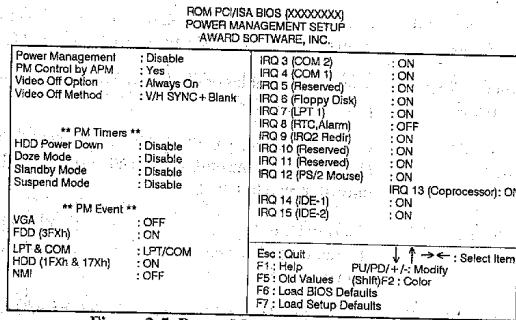 ROM PCI/ISA BIOS (XXXXXXXX)
POWER MANAGEMENT SETUP
AWARD SOFTWARE, INC.
Power Management : Disable
PM Control by APM : Yes
Video Off Option : Always On
Video Off Method : V/H SYNC + Blank
** PM Timers **
HDD Power Down : Disable
Doze Mode : Disable
Standby Mode : Disable
Suspend Mode : Disable
** PM Event **
VGA : OFF
FDD (3FXh) : ON
LPT & COM : LPT/COM
HDD (1FXh & 17Xh) : ON
NMI : OFF
IRQ 3 (COM 2) : ON
IRQ 4 (COM 1) : ON
IRQ 5 (Reserved) : ON
IRQ 6 (Floppy Disk) : ON
IRQ 7 (LPT 1) : ON
IRQ 8 (RTC,Alarm) : OFF
IRQ 9 (IRQ2 Redir) : ON
IRQ 10 (Reserved) : ON
IRQ 11 (Reserved) : ON
IRQ 12 (PS/2 Mouse) : ON
IRQ 13 (Coprocessor): ON
IRQ 14 (IDE-1) : ON
IRQ 15 (IDE-2) : ON
Esc : Quit ↓ ↑ → ← : Select Item
F1 : Help PU/PD/+/-: Modify
F5 : Old Values (Shift)F2 : Color
F6 : Load BIOS Defaults
F7 : Load Setup Defaults